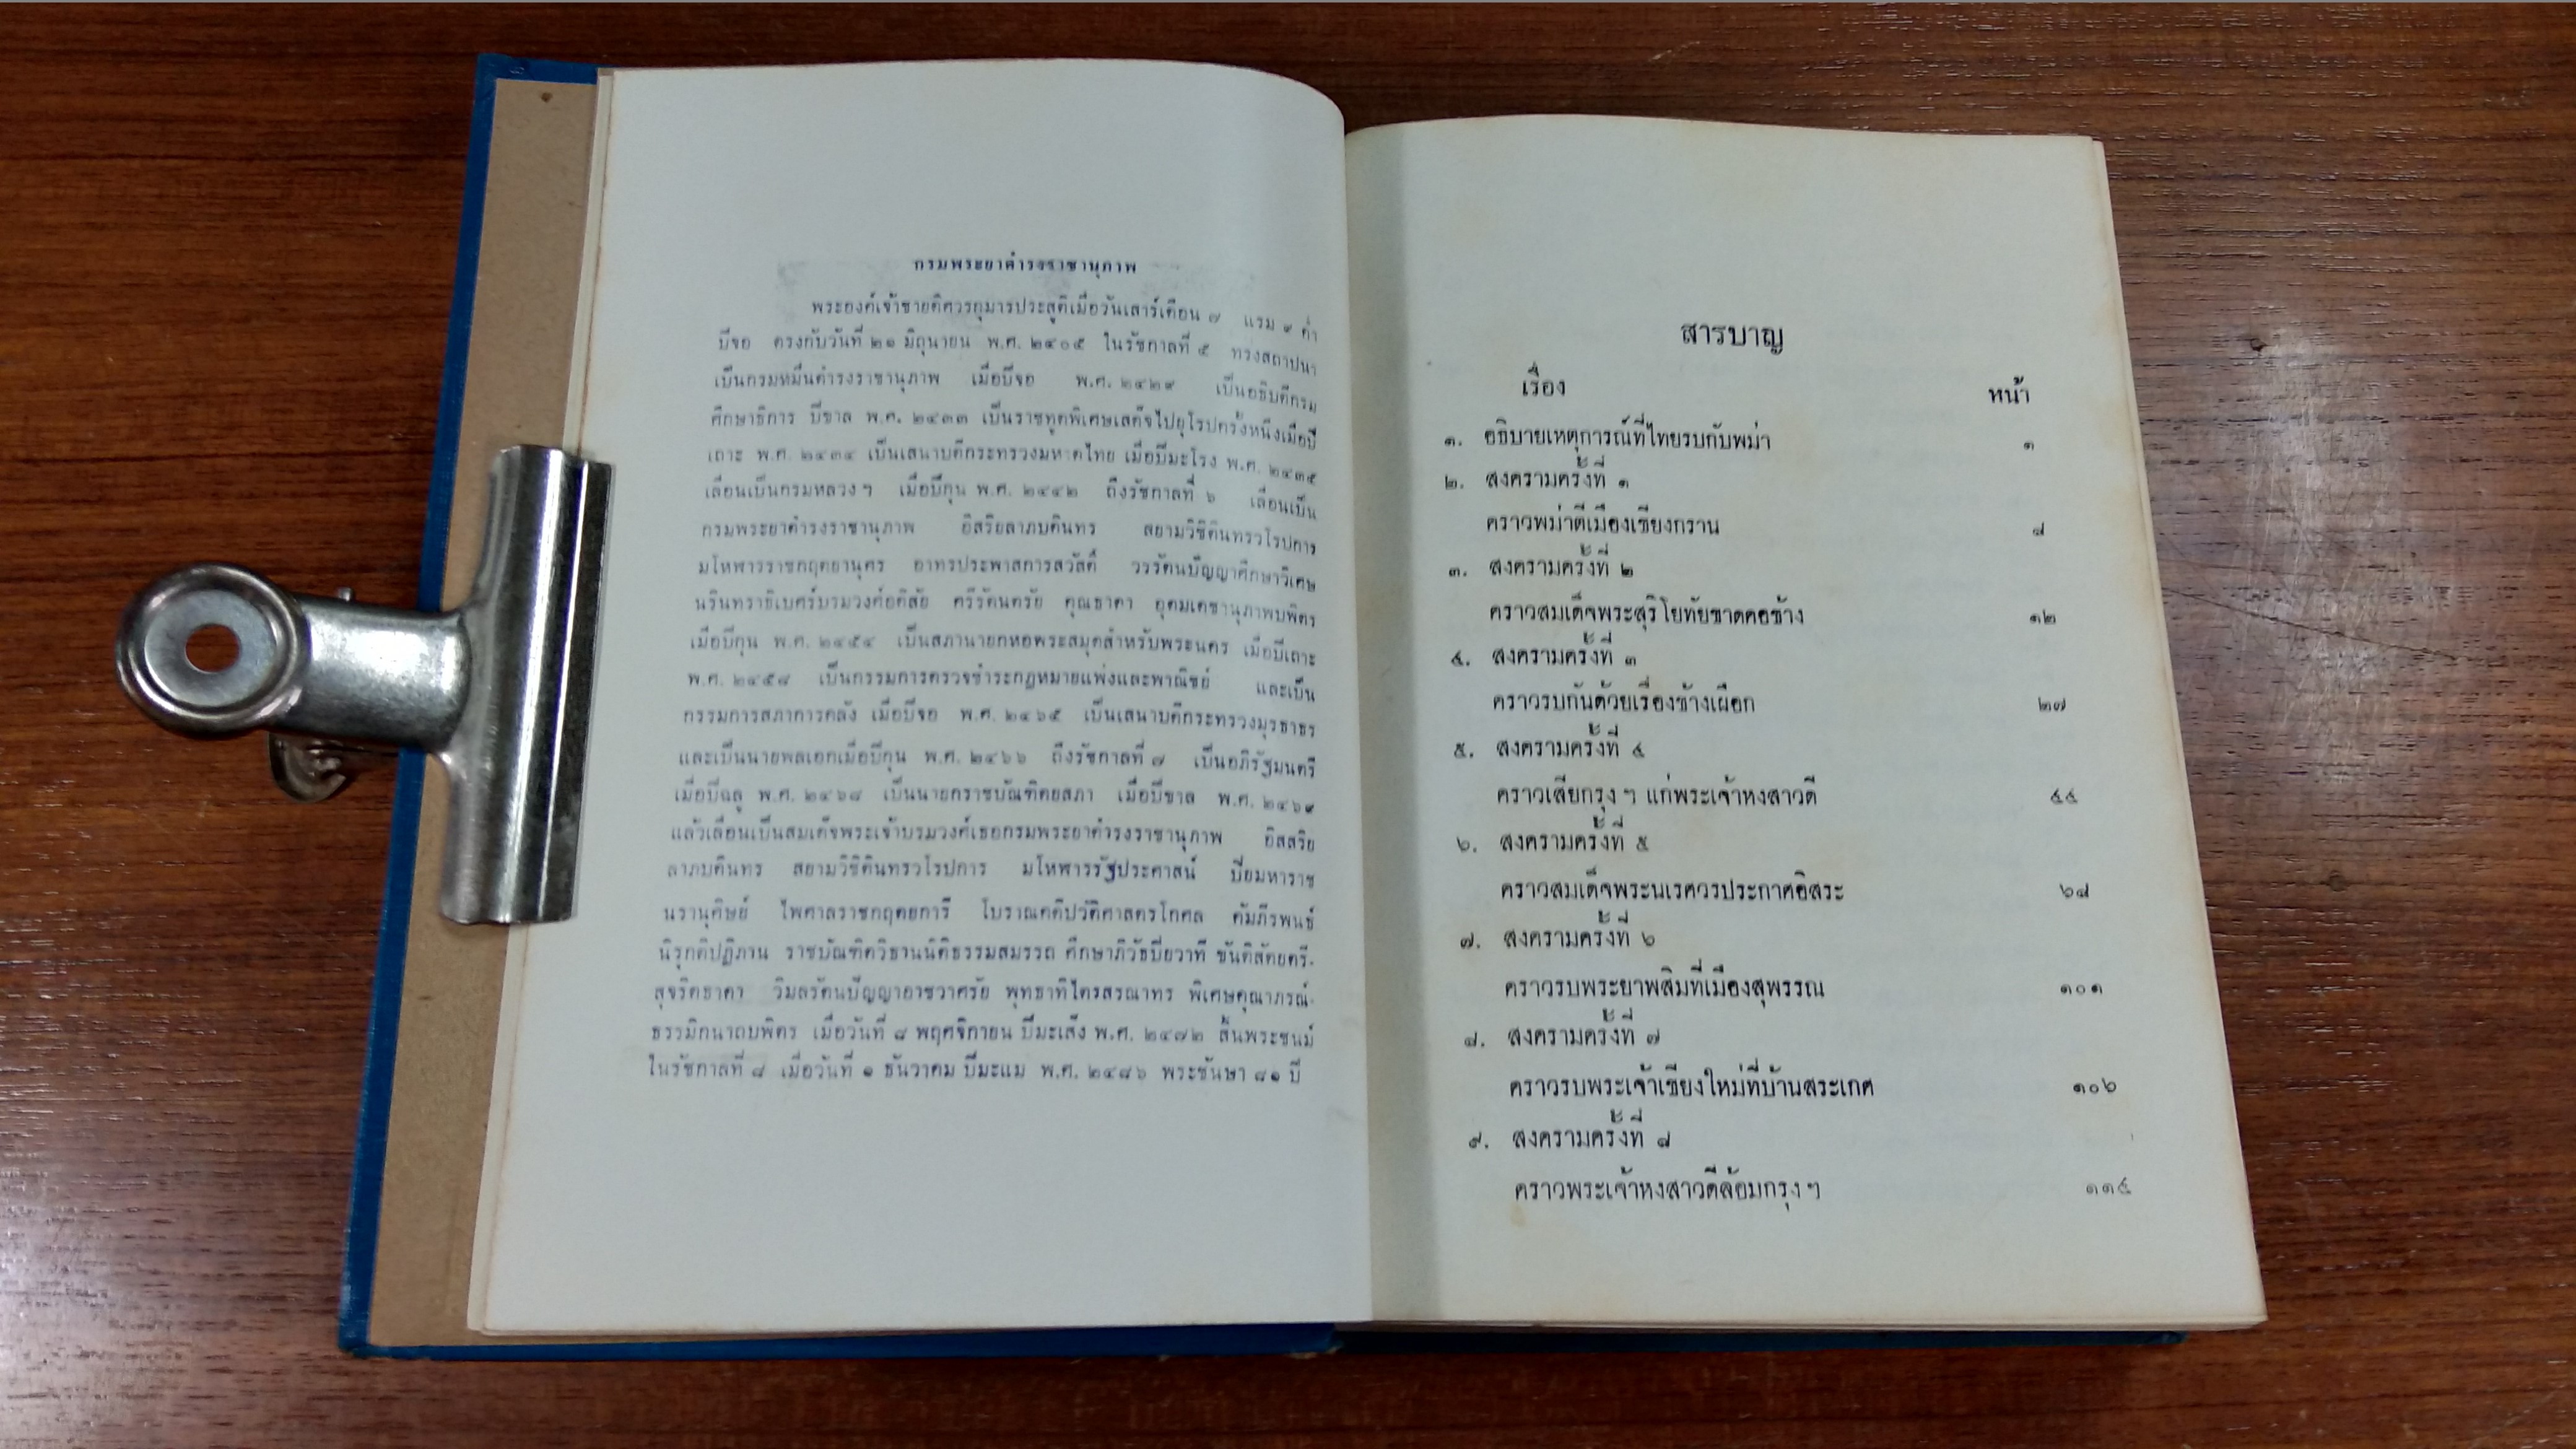 กรมพระยาดำรงราชานุภาพ
พระองค์เจ้าชายดิศวรกุมารประสูติเมื่อวันเสาร์เดือน ๗ แรม ๙ ค่ำ
ปีจอ ตรงกับวันที่ ๒๑ มิถุนายน พ.ศ. ๒๔๐๕ ในรัชกาลที่ ๕ ทรงสถาปนา
เป็นกรมหมื่นดำรงราชานุภาพ เมื่อปีจอ พ.ศ. ๒๔๒๙ เป็นอธิบดีกรม
ศึกษาธิการ ปีขาล พ.ศ. ๒๔๓๓ เป็นราชทูตพิเศษเสด็จไปยุโรปครั้งหนึ่งเมื่อปี
เถาะ พ.ศ. ๒๔๓๔ เป็นเสนาบดีกระทรวงมหาดไทย เมื่อปีมะโรง พ.ศ. ๒๔๓๕
เลื่อนเป็นกรมหลวง ฯ เมื่อปีกุน พ.ศ. ๒๔๔๒ ถึงรัชกาลที่ ๖ เลื่อนเป็น
กรมพระยาดำรงราชานุภาพ อิสริยลาภบดินทร สยามวิชิตินทรวโรปการ
มโหฬารราชกฤตยานุศร อาทรประพาสการสวัสดิ์ วรรัตนปัญญาศึกษาวิเศษ
นรินทราธิเบศร์บรมวงศ์อดิสัย ศรีรัตนตรัย คุณธาดา อุดมเดชานุภาพบพิตร
เมื่อปีกุน พ.ศ. ๒๔๕๔ เป็นสภานายกหอพระสมุดสำหรับพระนคร เมื่อปีเถาะ
พ.ศ. ๒๔๕๘ เป็นกรรมการตรวจชำระกฎหมายแพ่งและพาณิชย์ และเป็น
กรรมการสภาการคลัง เมื่อปีจอ พ.ศ. ๒๔๖๕ เป็นเสนาบดีกระทรวงมุรธาธร
และเป็นนายพลเอกเมื่อปีกุน พ.ศ. ๒๔๖๖ ถึงรัชกาลที่ ๗ เป็นอภิรัฐมนตรี
เมื่อปีฉลู พ.ศ. ๒๔๖๘ เป็นนายกราชบัณฑิตยสภา เมื่อปีขาล พ.ศ. ๒๔๖๙
แล้วเลื่อนเป็นสมเด็จพระเจ้าบรมวงศ์เธอกรมพระยาดำรงราชานุภาพ อิสสริย
ลาภบดินทร สยามวิชิตินทรวโรปการ มโหฬารรัฐประศาสน์ ปิยมหาราช
นรานุศิษย์ ไพศาลราชกฤตยการี โบราณคดีปวัติศาสตรโกศล คัมภีรพนธ์
นิรุกติปฏิภาน ราชบัณฑิตวิธานนิติธรรมสมรรถ ศึกษาภิวัธปิยวาที ขันติสัตยตรี-
สุจริตธาดา วิมลรัตนปัญญาอาชวาศรัย พุทธาทิไตรสรณาทร พิเศษคุณาภรณ์-
ธรรมิกนาถบพิตร เมื่อวันที่ ๘ พฤศจิกายน ปีมะเส็ง พ.ศ. ๒๔๗๒ สิ้นพระชนม์
ในรัชกาลที่ ๘ เมื่อวันที่ ๑ ธันวาคม ปีมะแม พ.ศ. ๒๔๘๖ พระชันษา ๘๑ ปี
สารบาญ
เรื่อง หน้า
๑. อธิบายเหตุการณ์ที่ไทยรบกับพม่า ๑
๒. สงครามครั้งที่ ๑
คราวพม่าตีเมืองเชียงกราน ๘
๓. สงครามครั้งที่ ๒
คราวสมเด็จพระสุริโยทัยขาดคอช้าง ๑๒
๔. สงครามครั้งที่ ๓
คราวรบกันด้วยเรื่องช้างเผือก ๒๗
๕. สงครามครั้งที่ ๔
คราวเสียกรุง ฯ แก่พระเจ้าหงสาวดี ๔๔
๖. สงครามครั้งที่ ๕
คราวสมเด็จพระนเรศวรประกาศอิสระ ๖๘
๗. สงครามครั้งที่ ๖
คราวรบพระยาพสิมที่เมืองสุพรรณ ๑๐๑
๘. สงครามครั้งที่ ๗
คราวรบพระเจ้าเชียงใหม่ที่บ้านสระเกศ ๑๐๖
๙. สงครามครั้งที่ ๘
คราวพระเจ้าหงสาวดีล้อมกรุง ฯ ๑๑๔